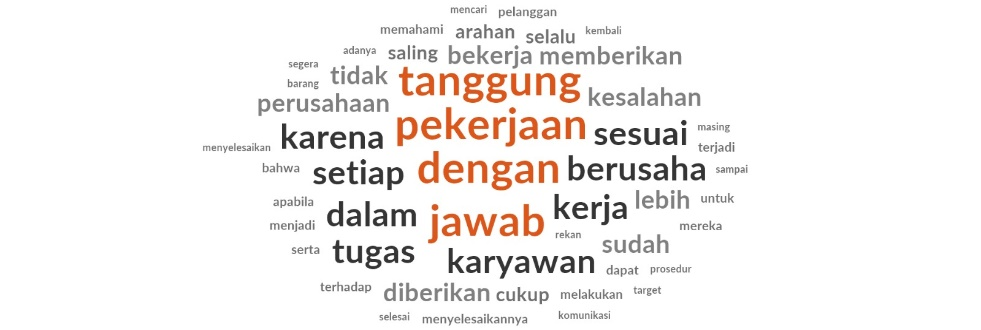 mencari pelanggan
memahami arahan selalu kembali
adanya saling bekerja memberikan
segera tidak tanggung
barang perusahaan kesalahan
karena pekerjaan sesuai masing
menyelesaikan terjadi
bahwa setiap dengan berusaha sampai
apabila dalam kerja lebih untuk
menjadi jawab mereka
serta tugas rekan sudah
karyawan dapat prosedur
terhadap diberikan cukup melakukan target
selesai menyelesaikannya komunikasi